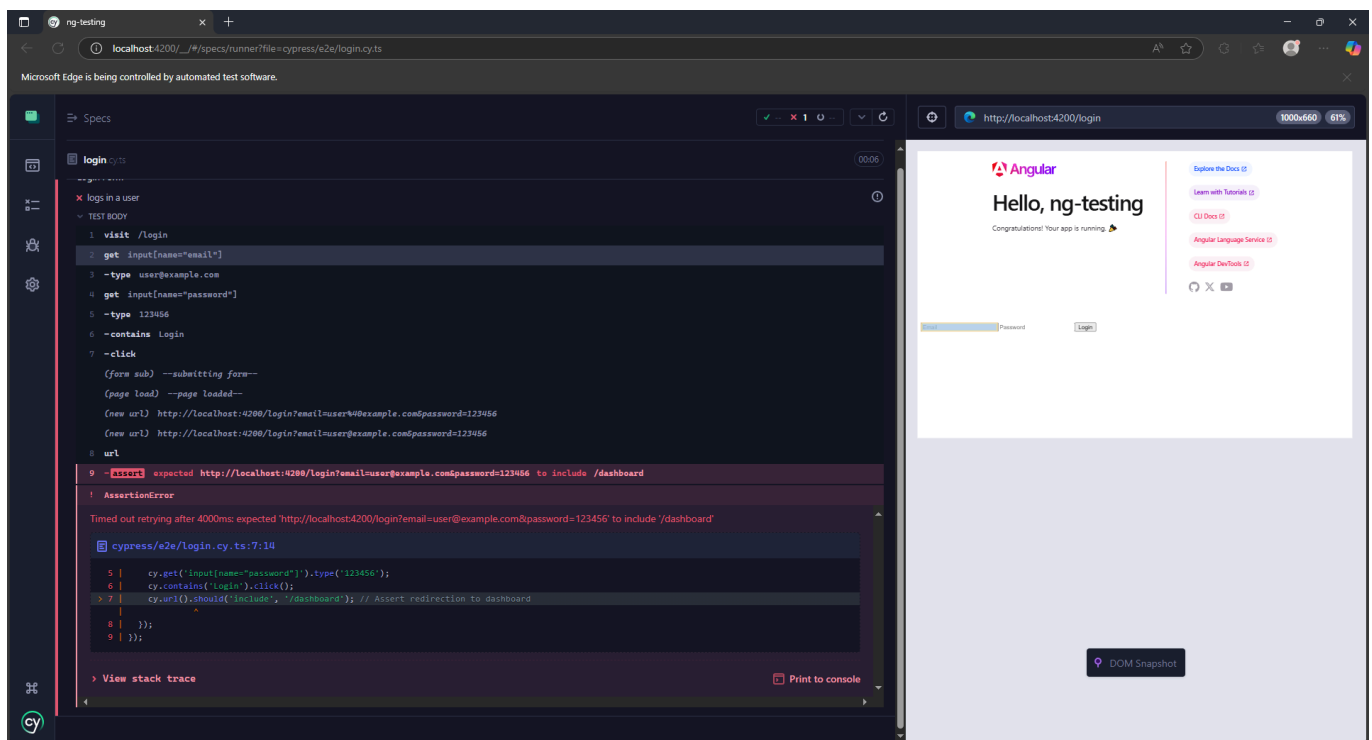 ng-testing
localhost:4200/__/#/specs/runner?file=cypress/e2e/login.cy.ts
Microsoft Edge is being controlled by automated test software.
Specs
-- 1 --
http://localhost:4200/login
1000x660 61%
login.cy.ts
00:06
logs in a user
TEST BODY
1 visit /login
2 get input[name="email"]
3 -type user@example.com
4 get input[name="password"]
5 -type 123456
6 -contains Login
7 -click
(form sub) --submitting form--
(page load) --page loaded--
(new url) http://localhost:4200/login?email=user%40example.com&password=123456
(new url) http://localhost:4200/login?email=user@example.com&password=123456
8 url
9 -assert expected http://localhost:4200/login?email=user@example.com&password=123456 to include /dashboard
! AssertionError
Timed out retrying after 4000ms: expected 'http://localhost:4200/login?email=user@example.com&password=123456' to include '/dashboard'
cypress/e2e/login.cy.ts:7:14
5 | cy.get('input[name="password"]').type('123456');
6 | cy.contains('Login').click();
> 7 | cy.url().should('include', '/dashboard'); // Assert redirection to dashboard
| ^
8 | });
9 | });
> View stack trace
Print to console
cy
Angular
Hello, ng-testing
Congratulations! Your app is running. 🎉
Explore the Docs
Learn with Tutorials
CLI Docs
Angular Language Service
Angular DevTools
Email
Password
Login
DOM Snapshot